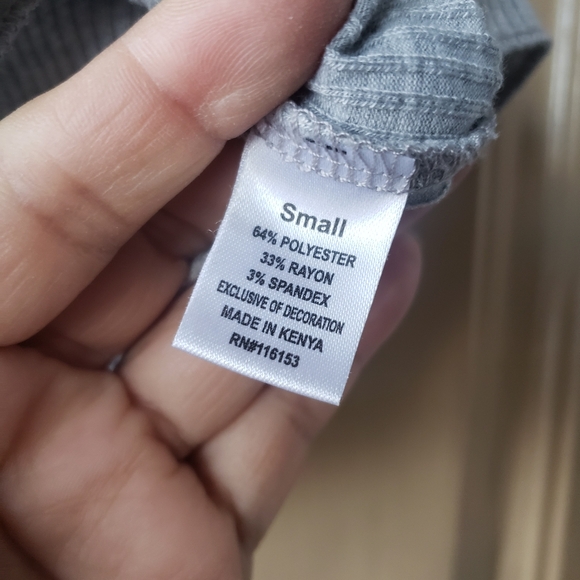 Small
64% POLYESTER
33% RAYON
3% SPANDEX
EXCLUSIVE OF DECORATION
MADE IN KENYA
RN#116153